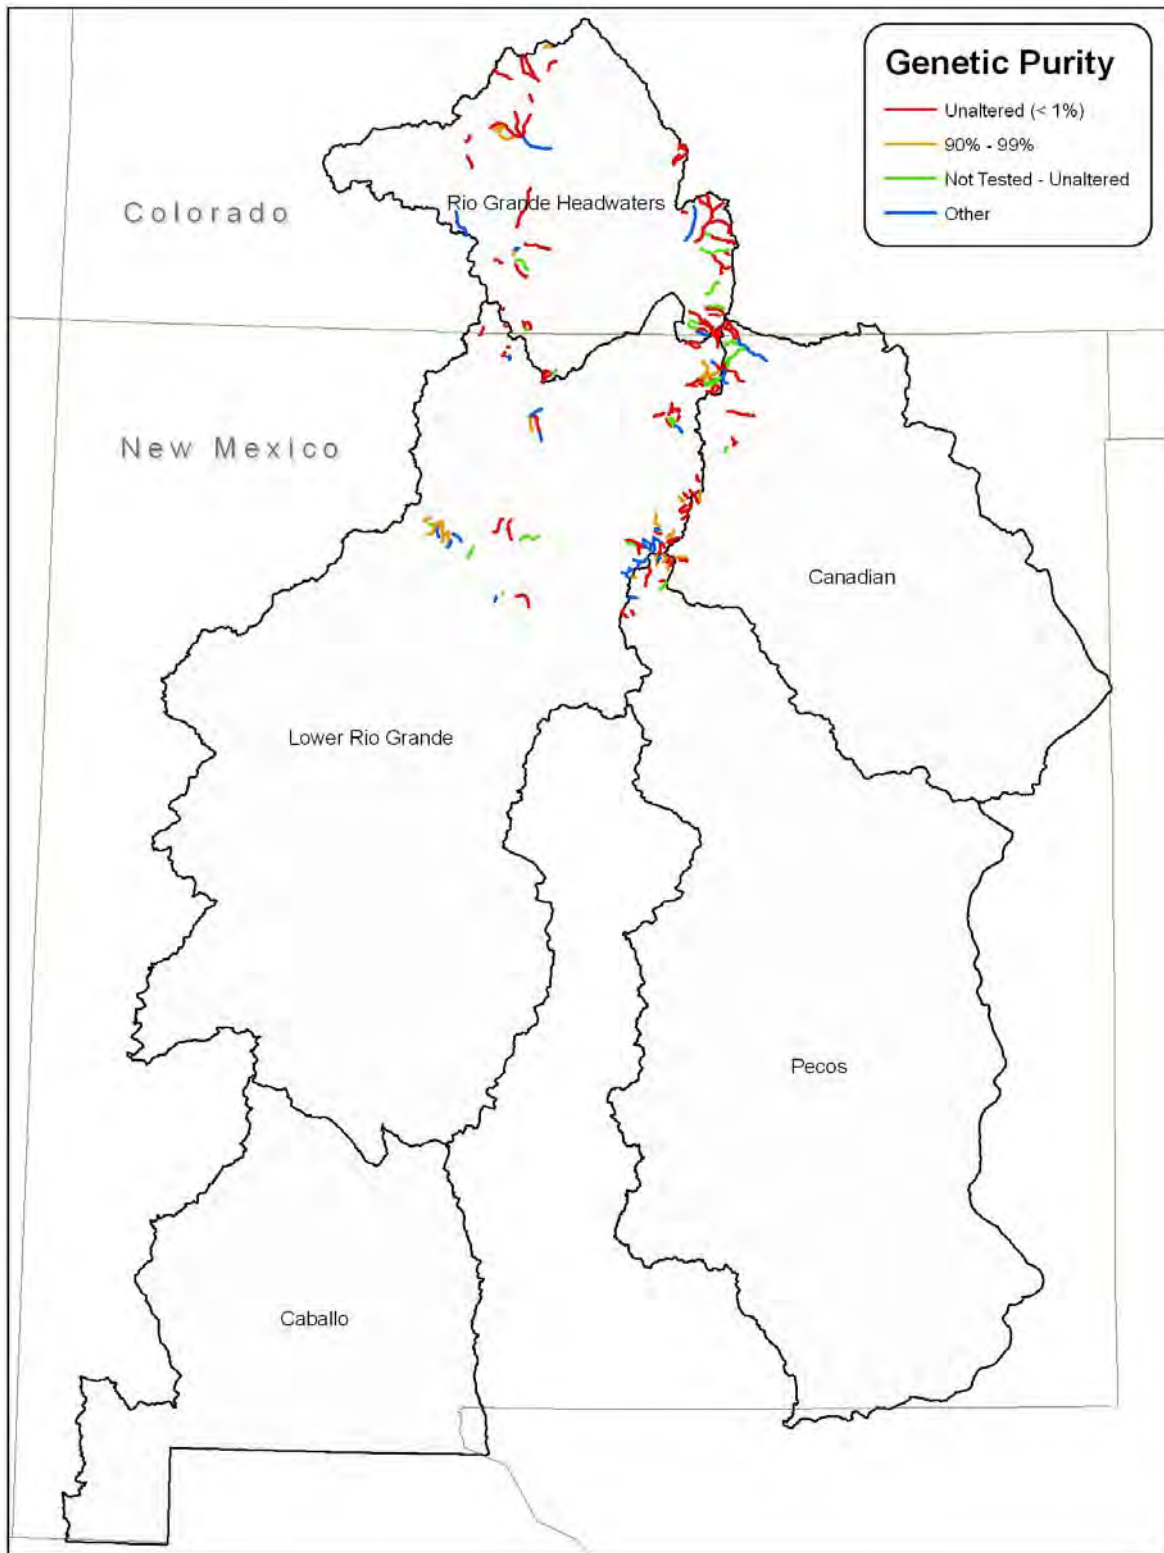 Genetic Purity
Unaltered (< 1%)
90% - 99%
Not Tested - Unaltered
Other
Colorado
Rio Grande Headwaters
New Mexico
Canadian
Lower Rio Grande
Pecos
Caballo